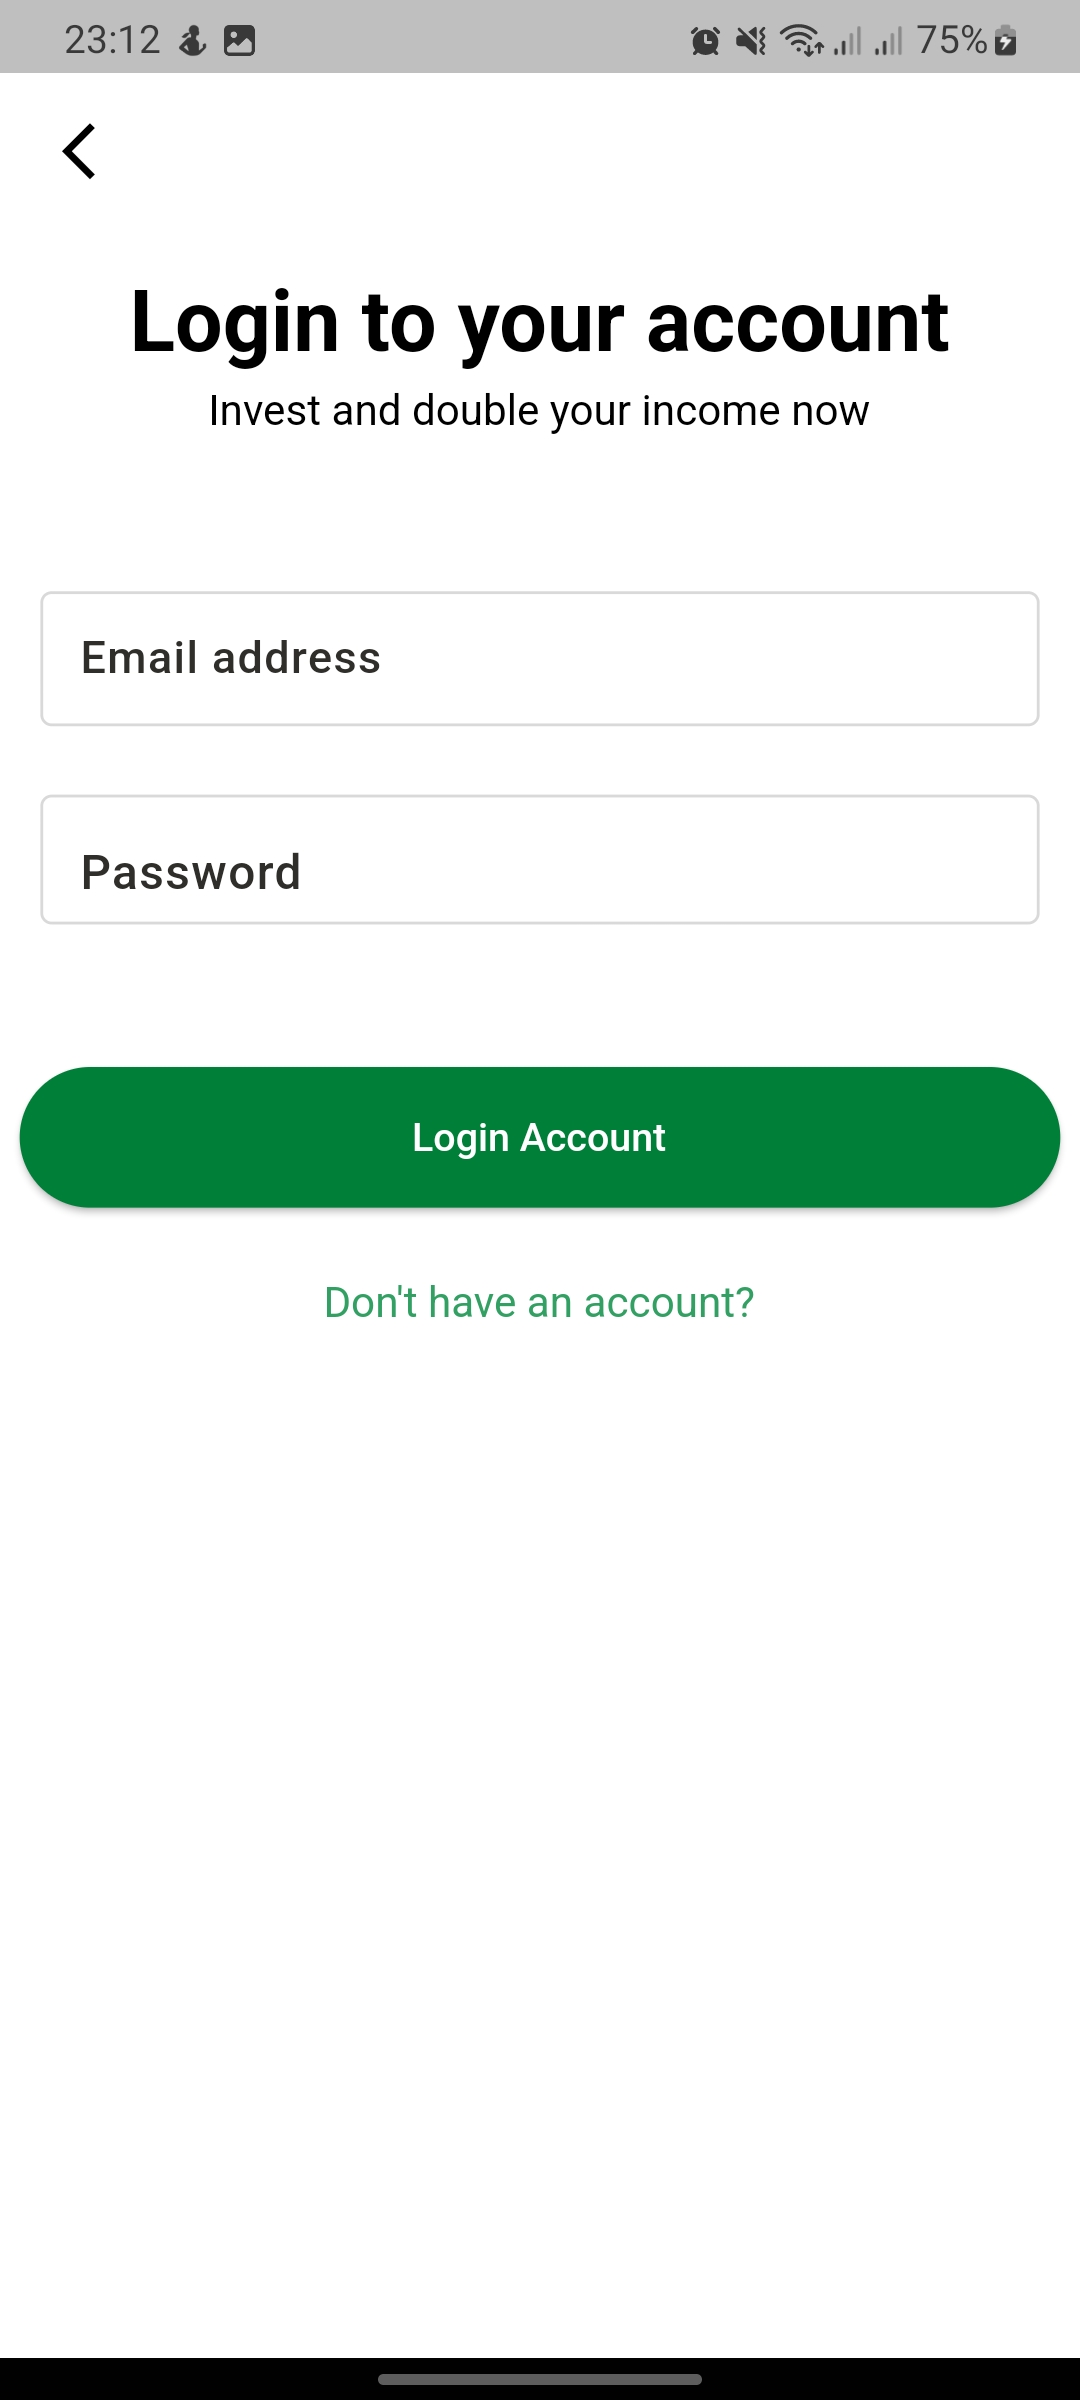 23:12 75%
Login to your account
Invest and double your income now
Email address
Password
Login Account
Don't have an account?